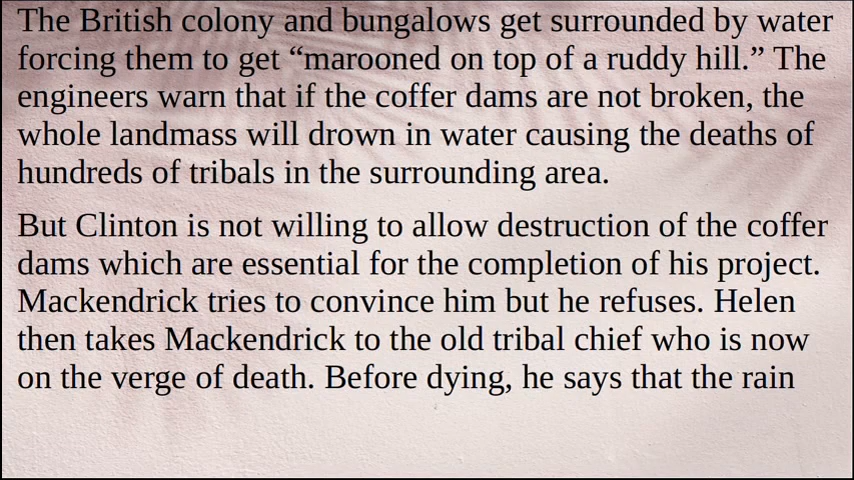 The British colony and bungalows get surrounded by water
forcing them to get “marooned on top of a ruddy hill.” The
engineers warn that if the coffer dams are not broken, the
whole landmass will drown in water causing the deaths of
hundreds of tribals in the surrounding area.
But Clinton is not willing to allow destruction of the coffer
dams which are essential for the completion of his project.
Mackendrick tries to convince him but he refuses. Helen
then takes Mackendrick to the old tribal chief who is now
on the verge of death. Before dying, he says that the rain